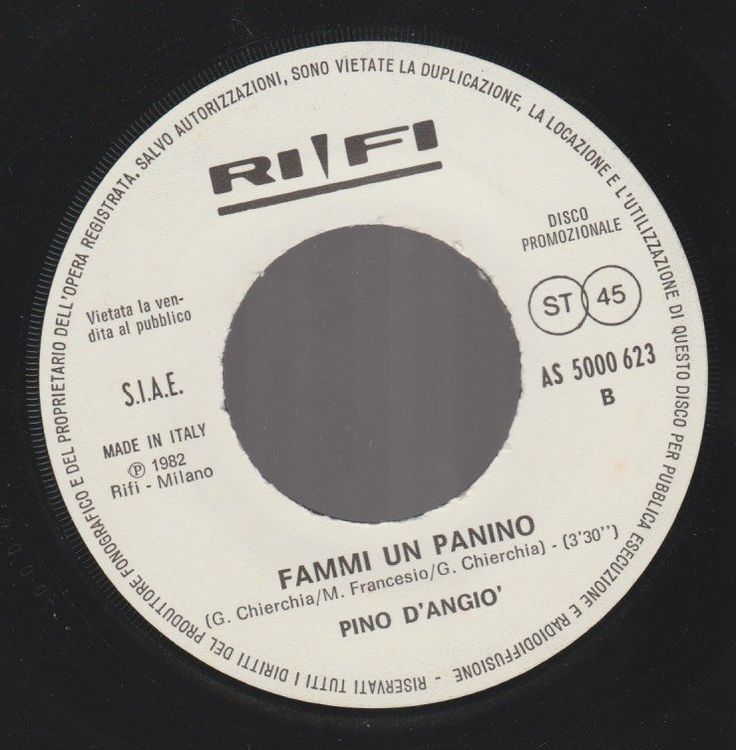 RISERVATI TUTTI I DIRITTI DEL PRODUTTORE FONOGRAFICO E DEL PROPRIETARIO DELL'OPERA REGISTRATA. SALVO AUTORIZZAZIONI, SONO VIETATE LA DUPLICAZIONE, LA LOCAZIONE E L'UTILIZZAZIONE DI QUESTO DISCO PER PUBBLICA ESECUZIONE E RADIODIFFUSIONE -
RI FI
DISCO
PROMOZIONALE
ST 45
Vietata la ven-
dita al pubblico
AS 5000 623
B
S.I.A.E.
MADE IN ITALY
℗ 1982
Rifi - Milano
FAMMI UN PANINO
(G. Chierchia/M. Francesio/G. Chierchia) - (3'30'')
PINO D'ANGIO'